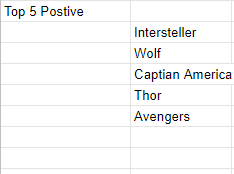 Top 5 Postive
Intersteller
Wolf
Captian America
Thor
Avengers